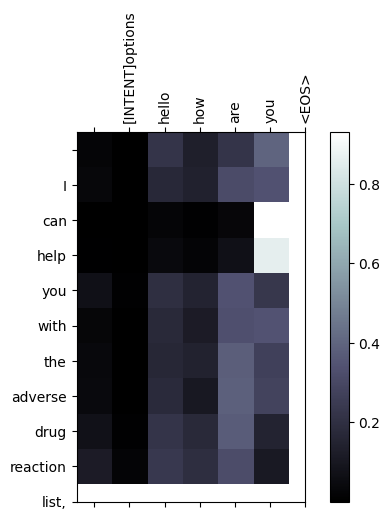 [INTENT]options
hello
how
are
you
<EOS>
I
can
help
you
with
the
adverse
drug
reaction
list,
0.8
0.6
0.4
0.2